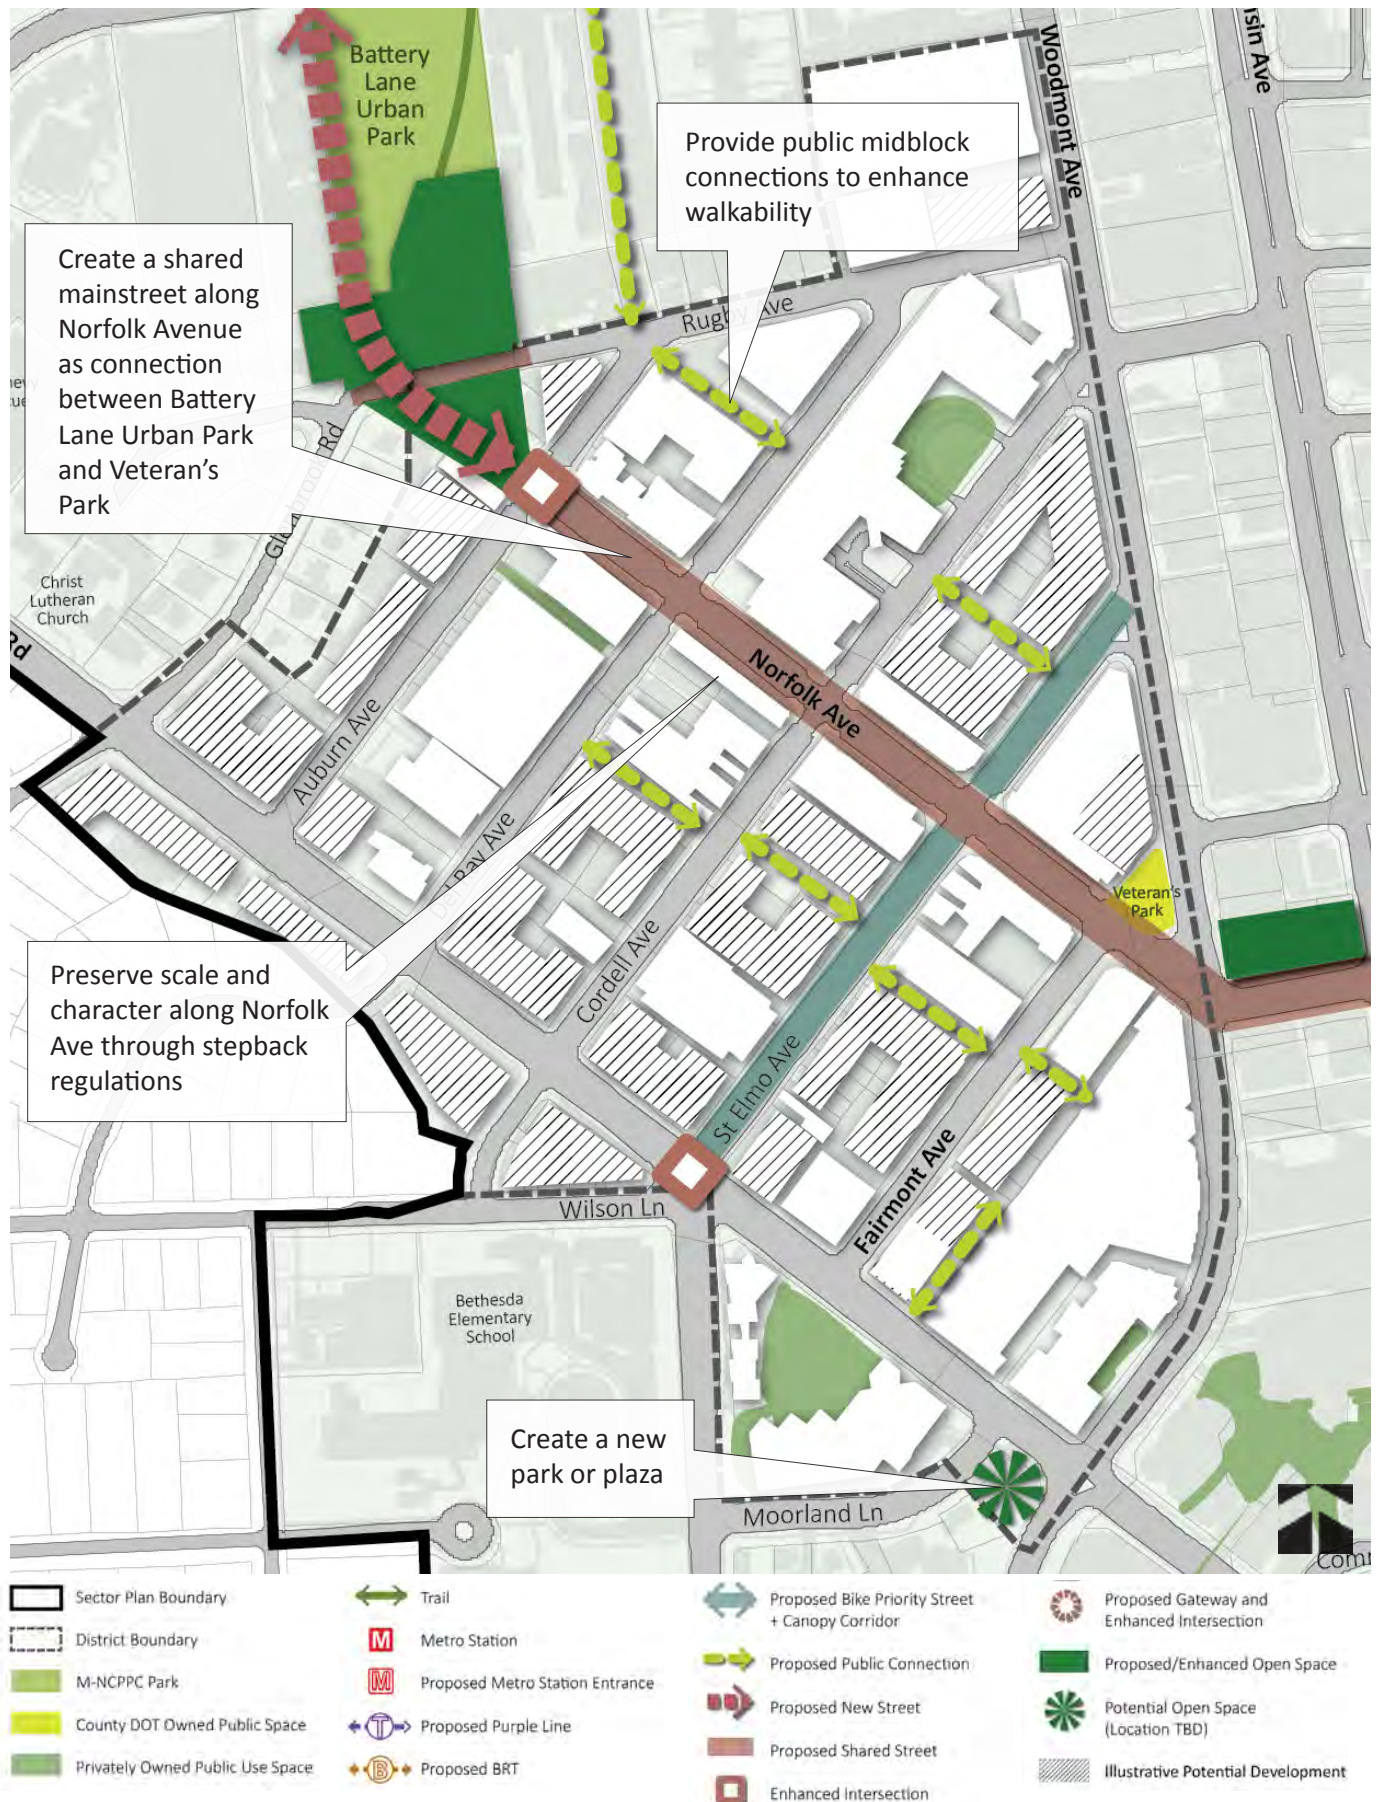 Battery
Lane
Urban
Park
Woodmont Ave
sin Ave
Provide public midblock
connections to enhance
walkability
Create a shared
mainstreet along
Norfolk Avenue
as connection
between Battery
Lane Urban Park
and Veteran's
Park
Rugby Ave
Rd
Christ
Lutheran
Church
Rd
Norfolk Ave
Auburn Ave
Ray Ave
Veteran's
Park
Cordell Ave
Preserve scale and
character along Norfolk
Ave through stepback
regulations
St Elmo Ave
Fairmont Ave
Wilson Ln
Bethesda
Elementary
School
Create a new
park or plaza
Moorland Ln
Com
Sector Plan Boundary
District Boundary
M-NCPPC Park
County DOT Owned Public Space
Privately Owned Public Use Space
Trail
M Metro Station
M Proposed Metro Station Entrance
T Proposed Purple Line
B Proposed BRT
Proposed Bike Priority Street
+ Canopy Corridor
Proposed Public Connection
Proposed New Street
Proposed Shared Street
Enhanced Intersection
Proposed Gateway and
Enhanced Intersection
Proposed/Enhanced Open Space
Potential Open Space
(Location TBD)
Illustrative Potential Development